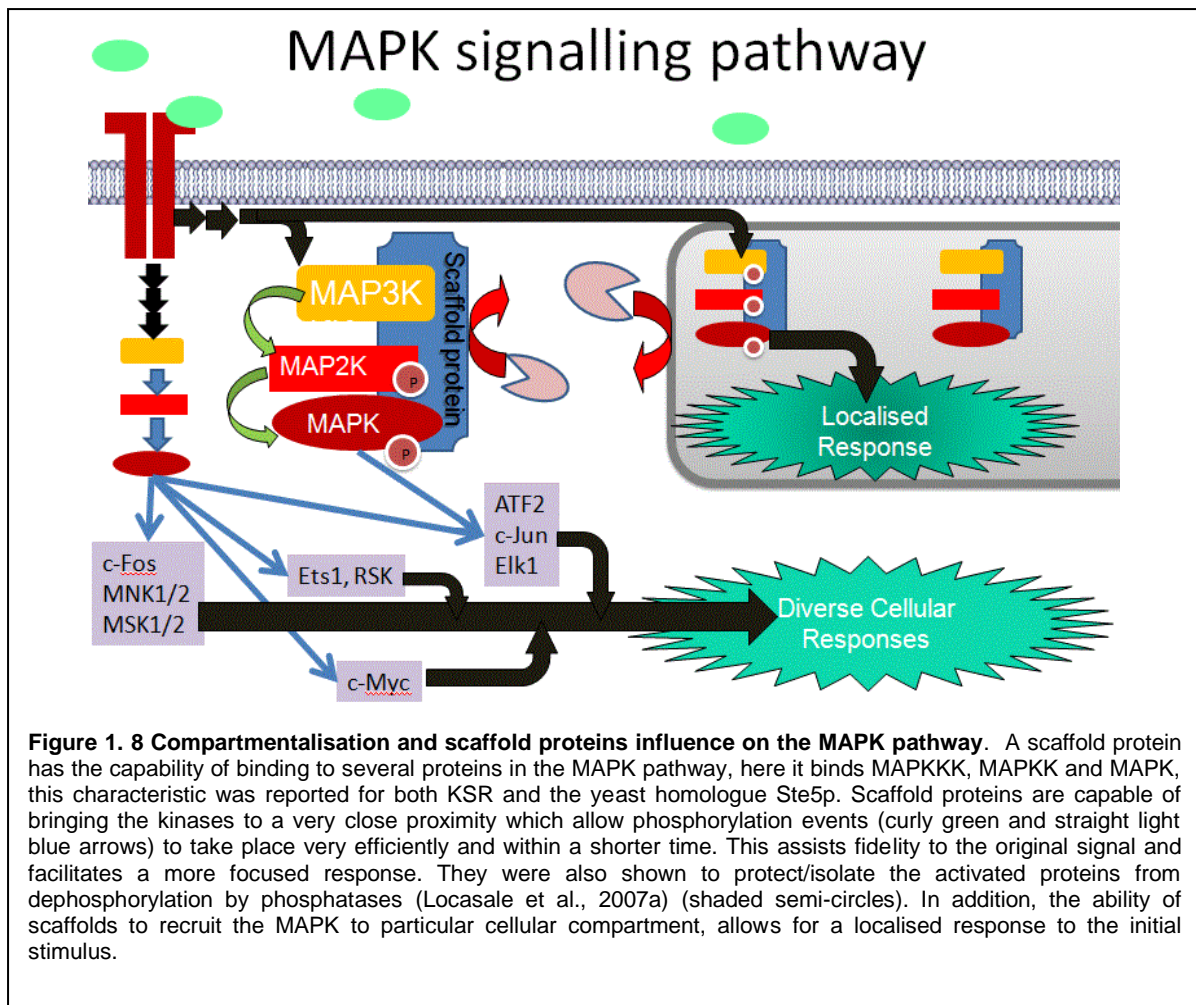 MAPK signalling pathway
MAP3K
Scaffold protein
MAP2K
P
MAPK
P
Localised
Response
ATF2
c-Jun
Elk1
c-Fos
MNK1/2
MSK1/2
Ets1, RSK
Diverse Cellular
Responses
c-Myc
Figure 1. 8 Compartmentalisation and scaffold proteins influence on the MAPK pathway. A scaffold protein
has the capability of binding to several proteins in the MAPK pathway, here it binds MAPKKK, MAPKK and MAPK,
this characteristic was reported for both KSR and the yeast homologue Ste5p. Scaffold proteins are capable of
bringing the kinases to a very close proximity which allow phosphorylation events (curly green and straight light
blue arrows) to take place very efficiently and within a shorter time. This assists fidelity to the original signal and
facilitates a more focused response. They were also shown to protect/isolate the activated proteins from
dephosphorylation by phosphatases (Locasale et al., 2007a) (shaded semi-circles). In addition, the ability of
scaffolds to recruit the MAPK to particular cellular compartment, allows for a localised response to the initial
stimulus.